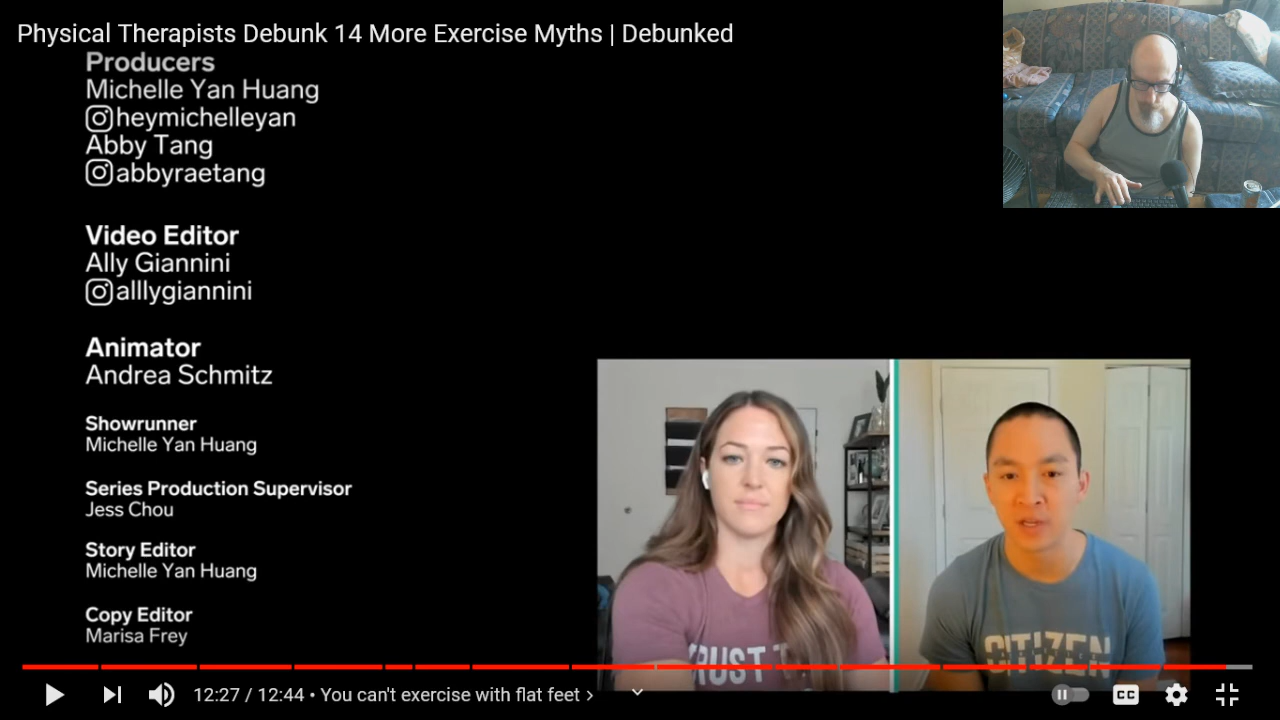 Physical Therapists Debunk 14 More Exercise Myths | Debunked
Producers
Michelle Yan Huang
heymichelleyan
Abby Tang
abbyraetang
Video Editor
Ally Giannini
alllygiannini
Animator
Andrea Schmitz
Showrunner
Michelle Yan Huang
Series Production Supervisor
Jess Chou
Story Editor
Michelle Yan Huang
Copy Editor
Marisa Frey
CITIZEN
12:27 / 12:44 • You can't exercise with flat feet ›
CC